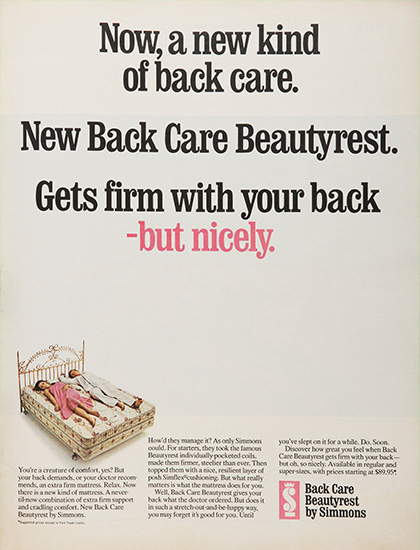 Now, a new kind
of back care.
New Back Care Beautyrest.
Gets firm with your back
-but nicely.
You're a creature of comfort, yes? But
your back demands, or your doctor recom-
mends, an extra firm mattress. Relax. Now
there is a new kind of mattress. A never-
til-now combination of extra firm support
and cradling comfort. New Back Care
Beautyrest by Simmons.
*Suggested prices except in Fair Trade states.
How'd they manage it? As only Simmons
could. For starters, they took the famous
Beautyrest individually-pocketed coils,
made them firmer, steelier than ever. Then
topped them with a nice, resilient layer of
posh Simflex® cushioning. But what really
matters is what the mattress does for you.
Well, Back Care Beautyrest gives your
back what the doctor ordered. But does it
in such a stretch-out-and-be-happy way,
you may forget it's good for you. Until
you've slept on it for a while. Do. Soon.
Discover how great you feel when Back
Care Beautyrest gets firm with your back—
but oh, so nicely. Available in regular and
super-sizes, with prices starting at $89.95*.
Back Care
Beautyrest
by Simmons